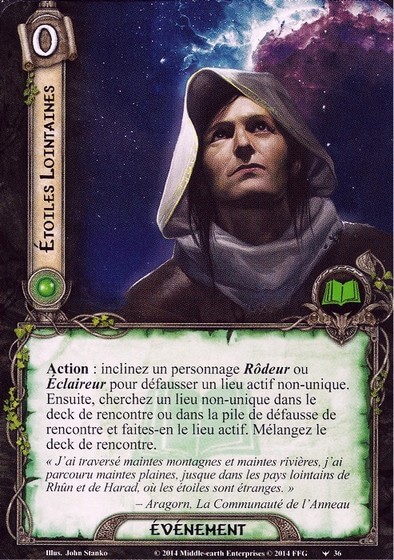 0
ÉTOILES LOINTAINES
Action : inclinez un personnage Rôdeur ou
Éclaireur pour défausser un lieu actif non-unique.
Ensuite, cherchez un lieu non-unique dans le
deck de rencontre ou dans la pile de défausse de
rencontre et faites-en le lieu actif. Mélangez le
deck de rencontre.
« J'ai traversé maintes montagnes et maintes rivières, j'ai
parcouru maintes plaines, jusque dans les pays lointains de
Rhûn et de Harad, où les étoiles sont étranges. »
– Aragorn, La Communauté de l'Anneau
ÉVÉNEMENT
Illus. John Stanko © 2014 Middle-earth Enterprises © 2014 FFG 36